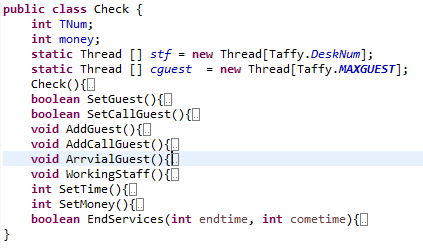 public class Check {
int TNum;
int money;
static Thread [] stf = new Thread[Taffy.DeskNum];
static Thread [] cguest  = new Thread[Taffy.MAXGUEST];
Check(){..
boolean SetGuest(){..
boolean SetCallGuest(){..
void AddGuest(){..
void AddCallGuest(){..
void ArrvialGuest(){..
void WorkingStaff(){..
int SetTime(){..
int SetMoney(){..
boolean EndServices(int endtime, int cometime){..
}